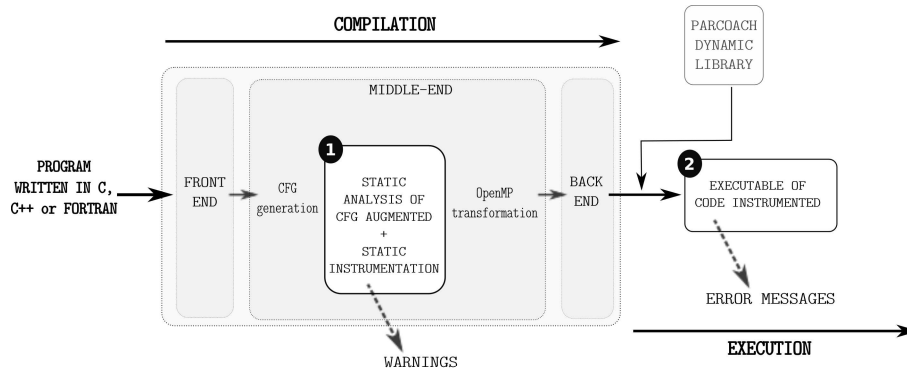 COMPILATION
PARCOACH
DYNAMIC
LIBRARY
MIDDLE-END
PROGRAM
WRITTEN IN C,
C++ or FORTRAN
FRONT
END
CFG
generation
1
STATIC
ANALYSIS OF
CFG AUGMENTED
+
STATIC
INSTRUMENTATION
OpenMP
transformation
BACK
END
2
EXECUTABLE OF
CODE INSTRUMENTED
WARNINGS
ERROR MESSAGES
EXECUTION